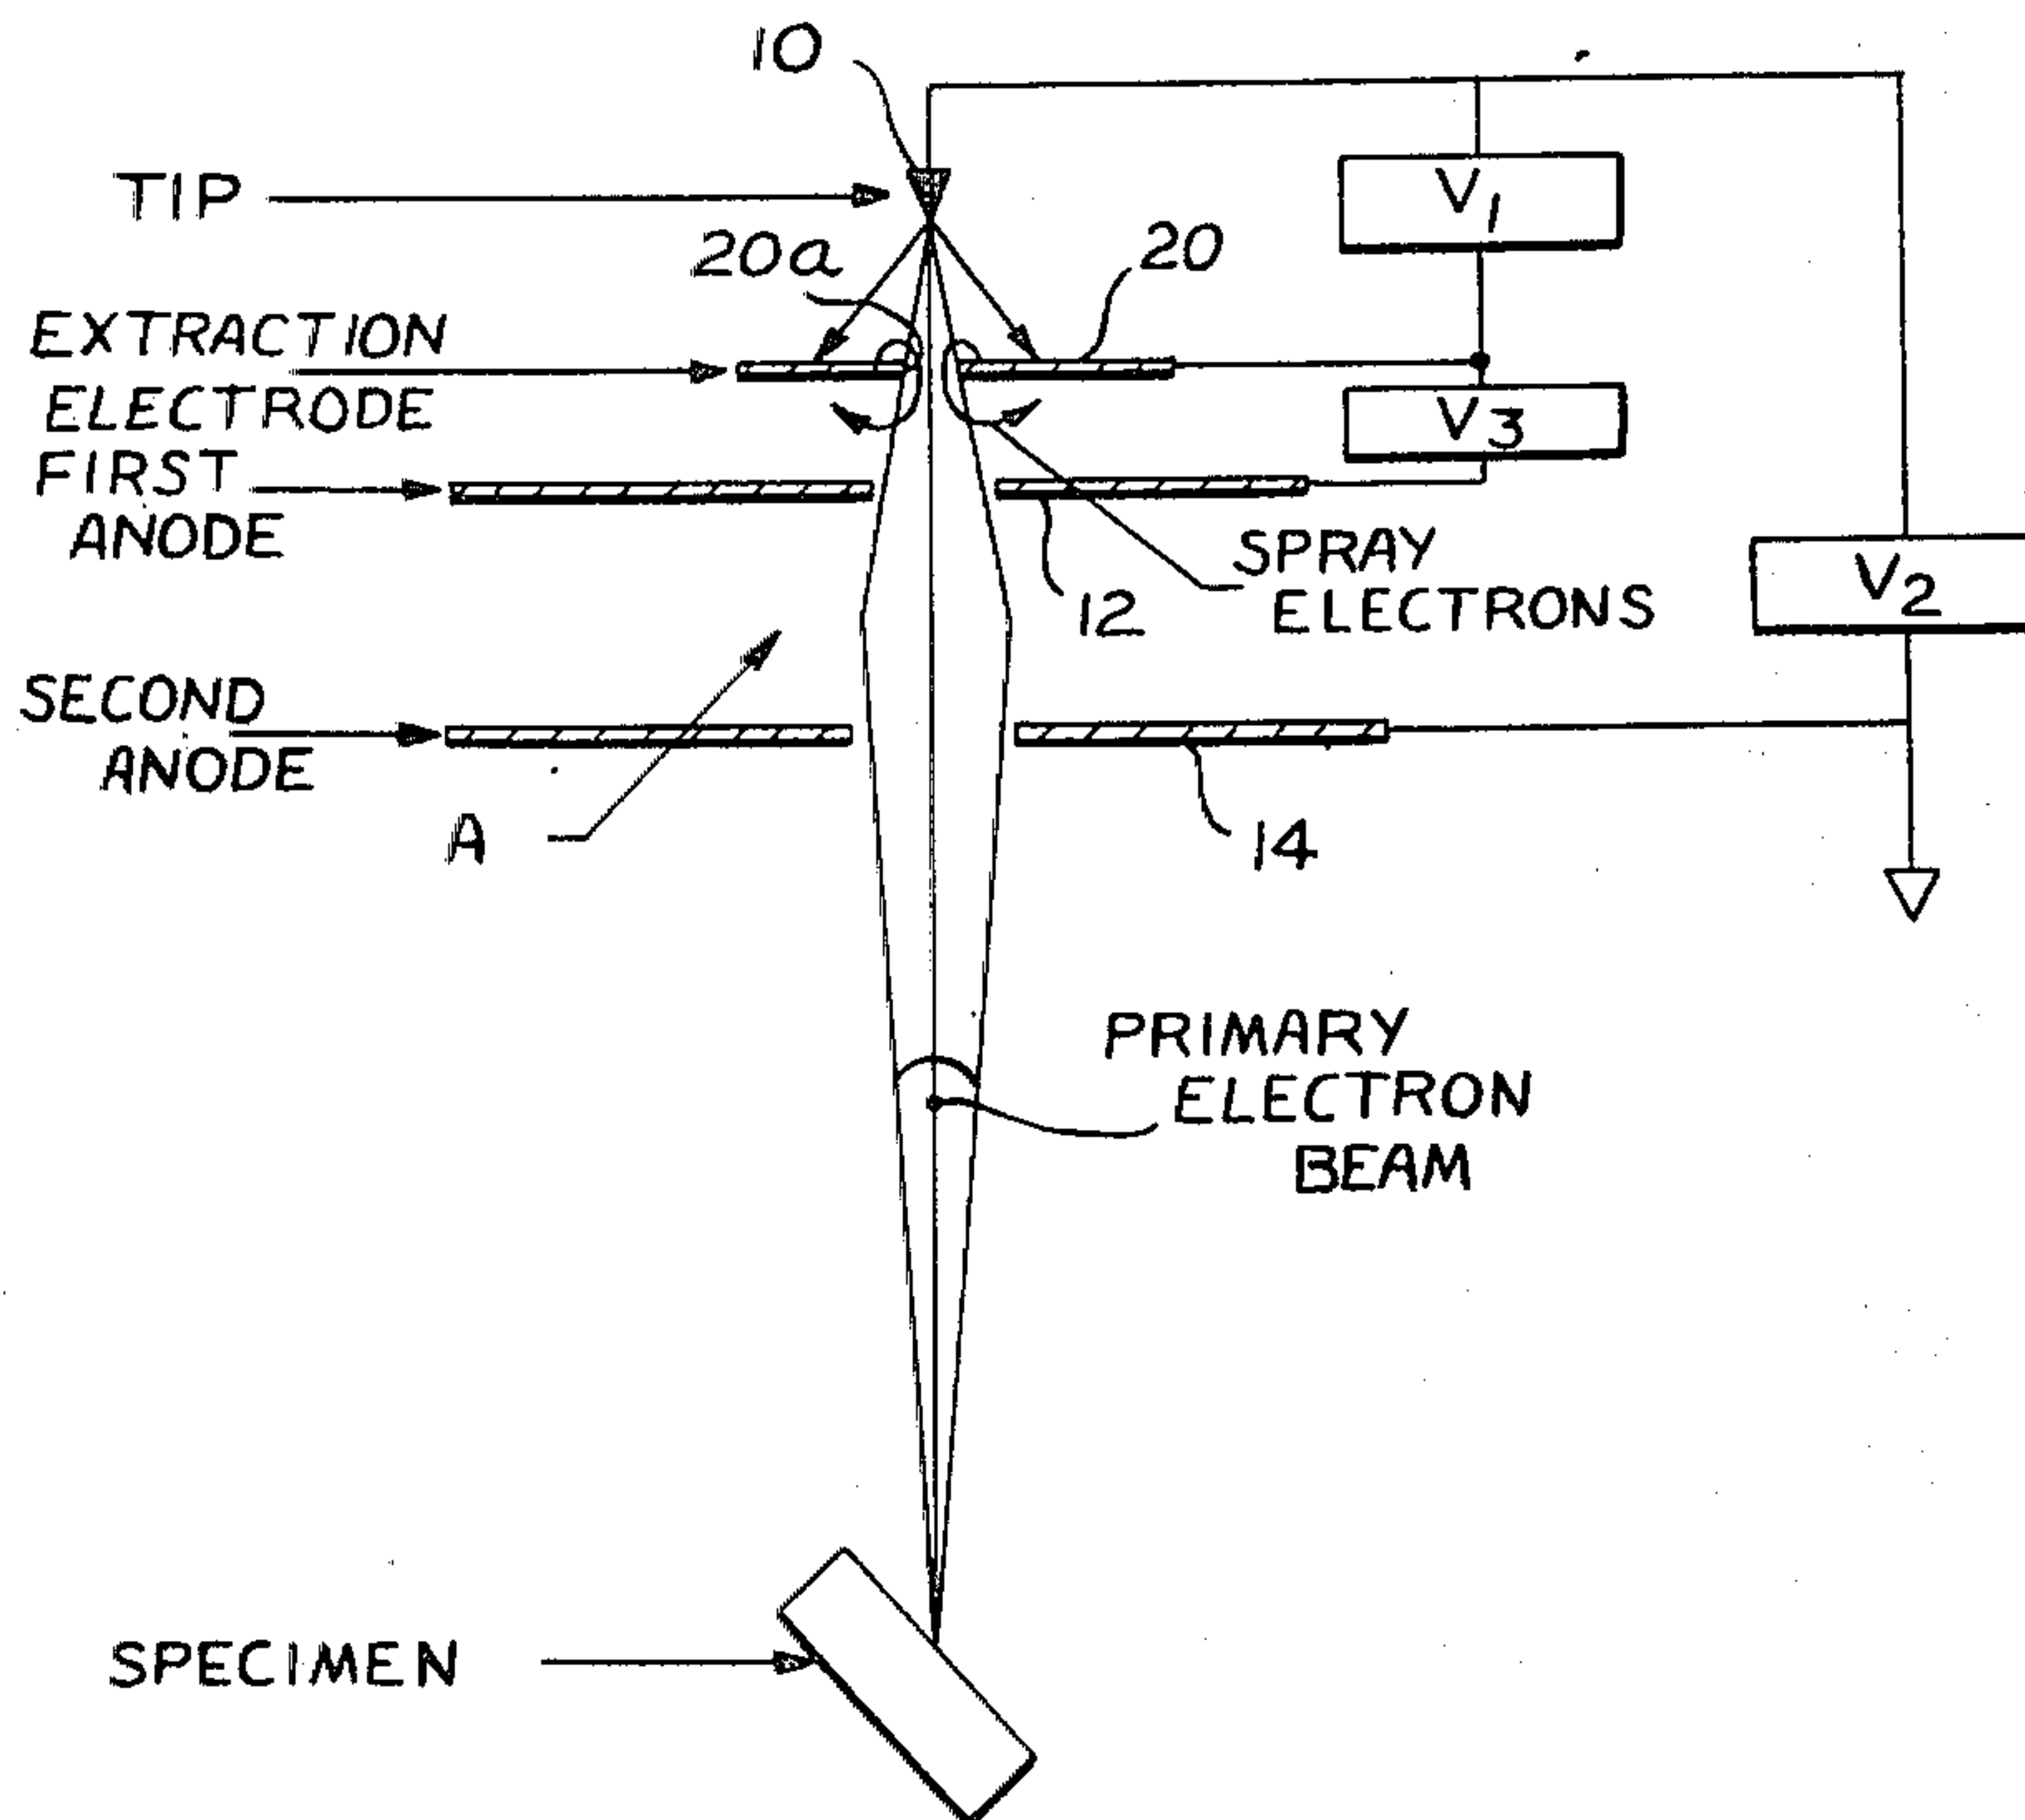 10
TIP
V1
20a
20
EXTRACTION
ELECTRODE
V3
FIRST
ANODE
SPRAY
ELECTRONS
12
V2
SECOND
ANODE
A
14
PRIMARY
ELECTRON
BEAM
SPECIMEN